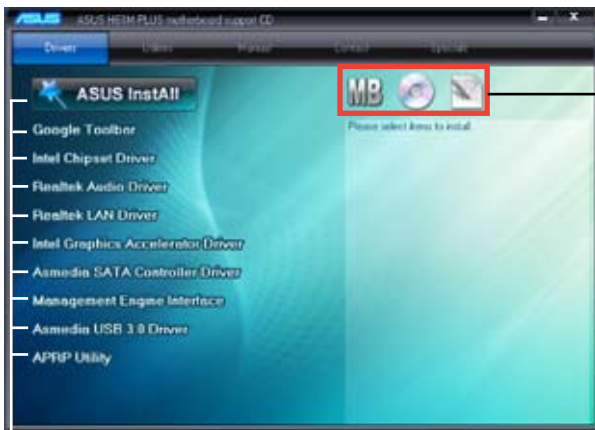 ASUS ASUS H61M PLUS motherboard support CD
Drivers Utilities Manual Contact Specials
ASUS InstAll
MB
Please select items to install.
Google Toolbar
Intel Chipset Driver
Realtek Audio Driver
Realtek LAN Driver
Intel Graphics Accelerator Driver
Asmedia SATA Controller Driver
Management Engine Interface
Asmedia USB 3.0 Driver
APRP Utility